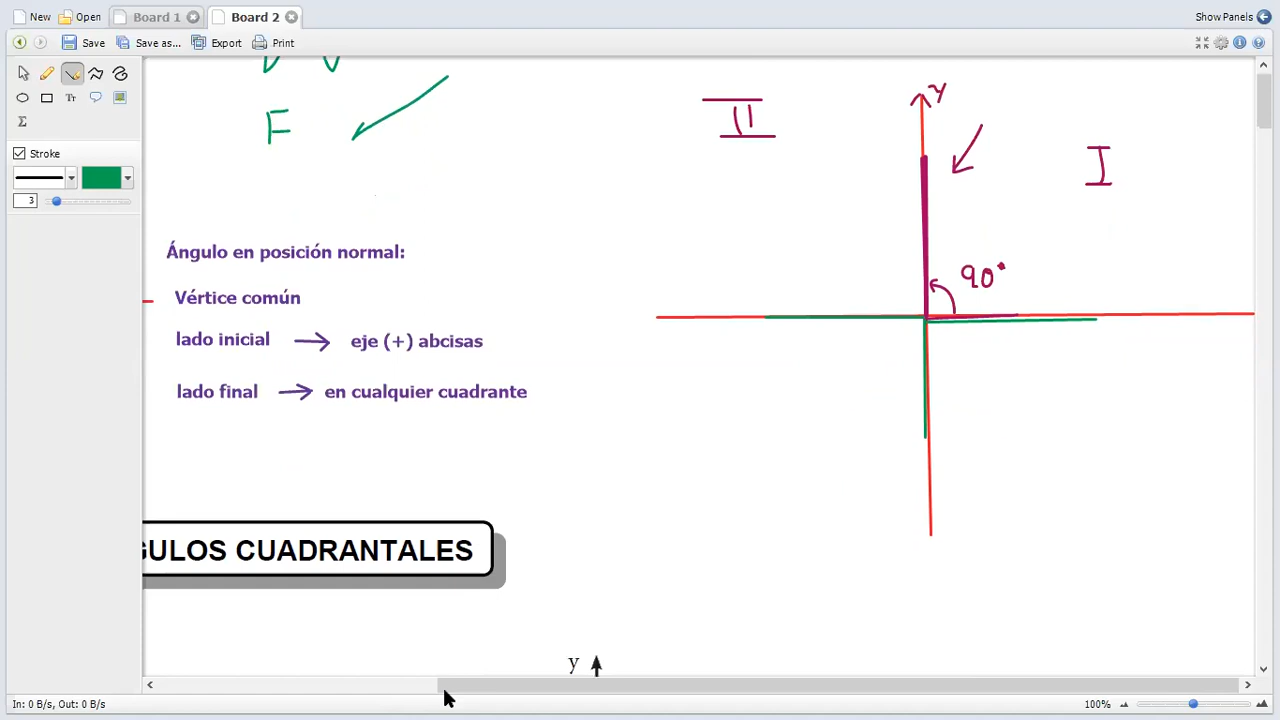 New Open Board 1 Board 2 Show Panels
Save Save as... Export Print
F
II
y
I
90°
Stroke
3
Ángulo en posición normal:
Vértice común
lado inicial → eje (+) abcisas
lado final → en cualquier cuadrante
GULOS CUADRANTALES
y
In: 0 B/s, Out: 0 B/s 100%